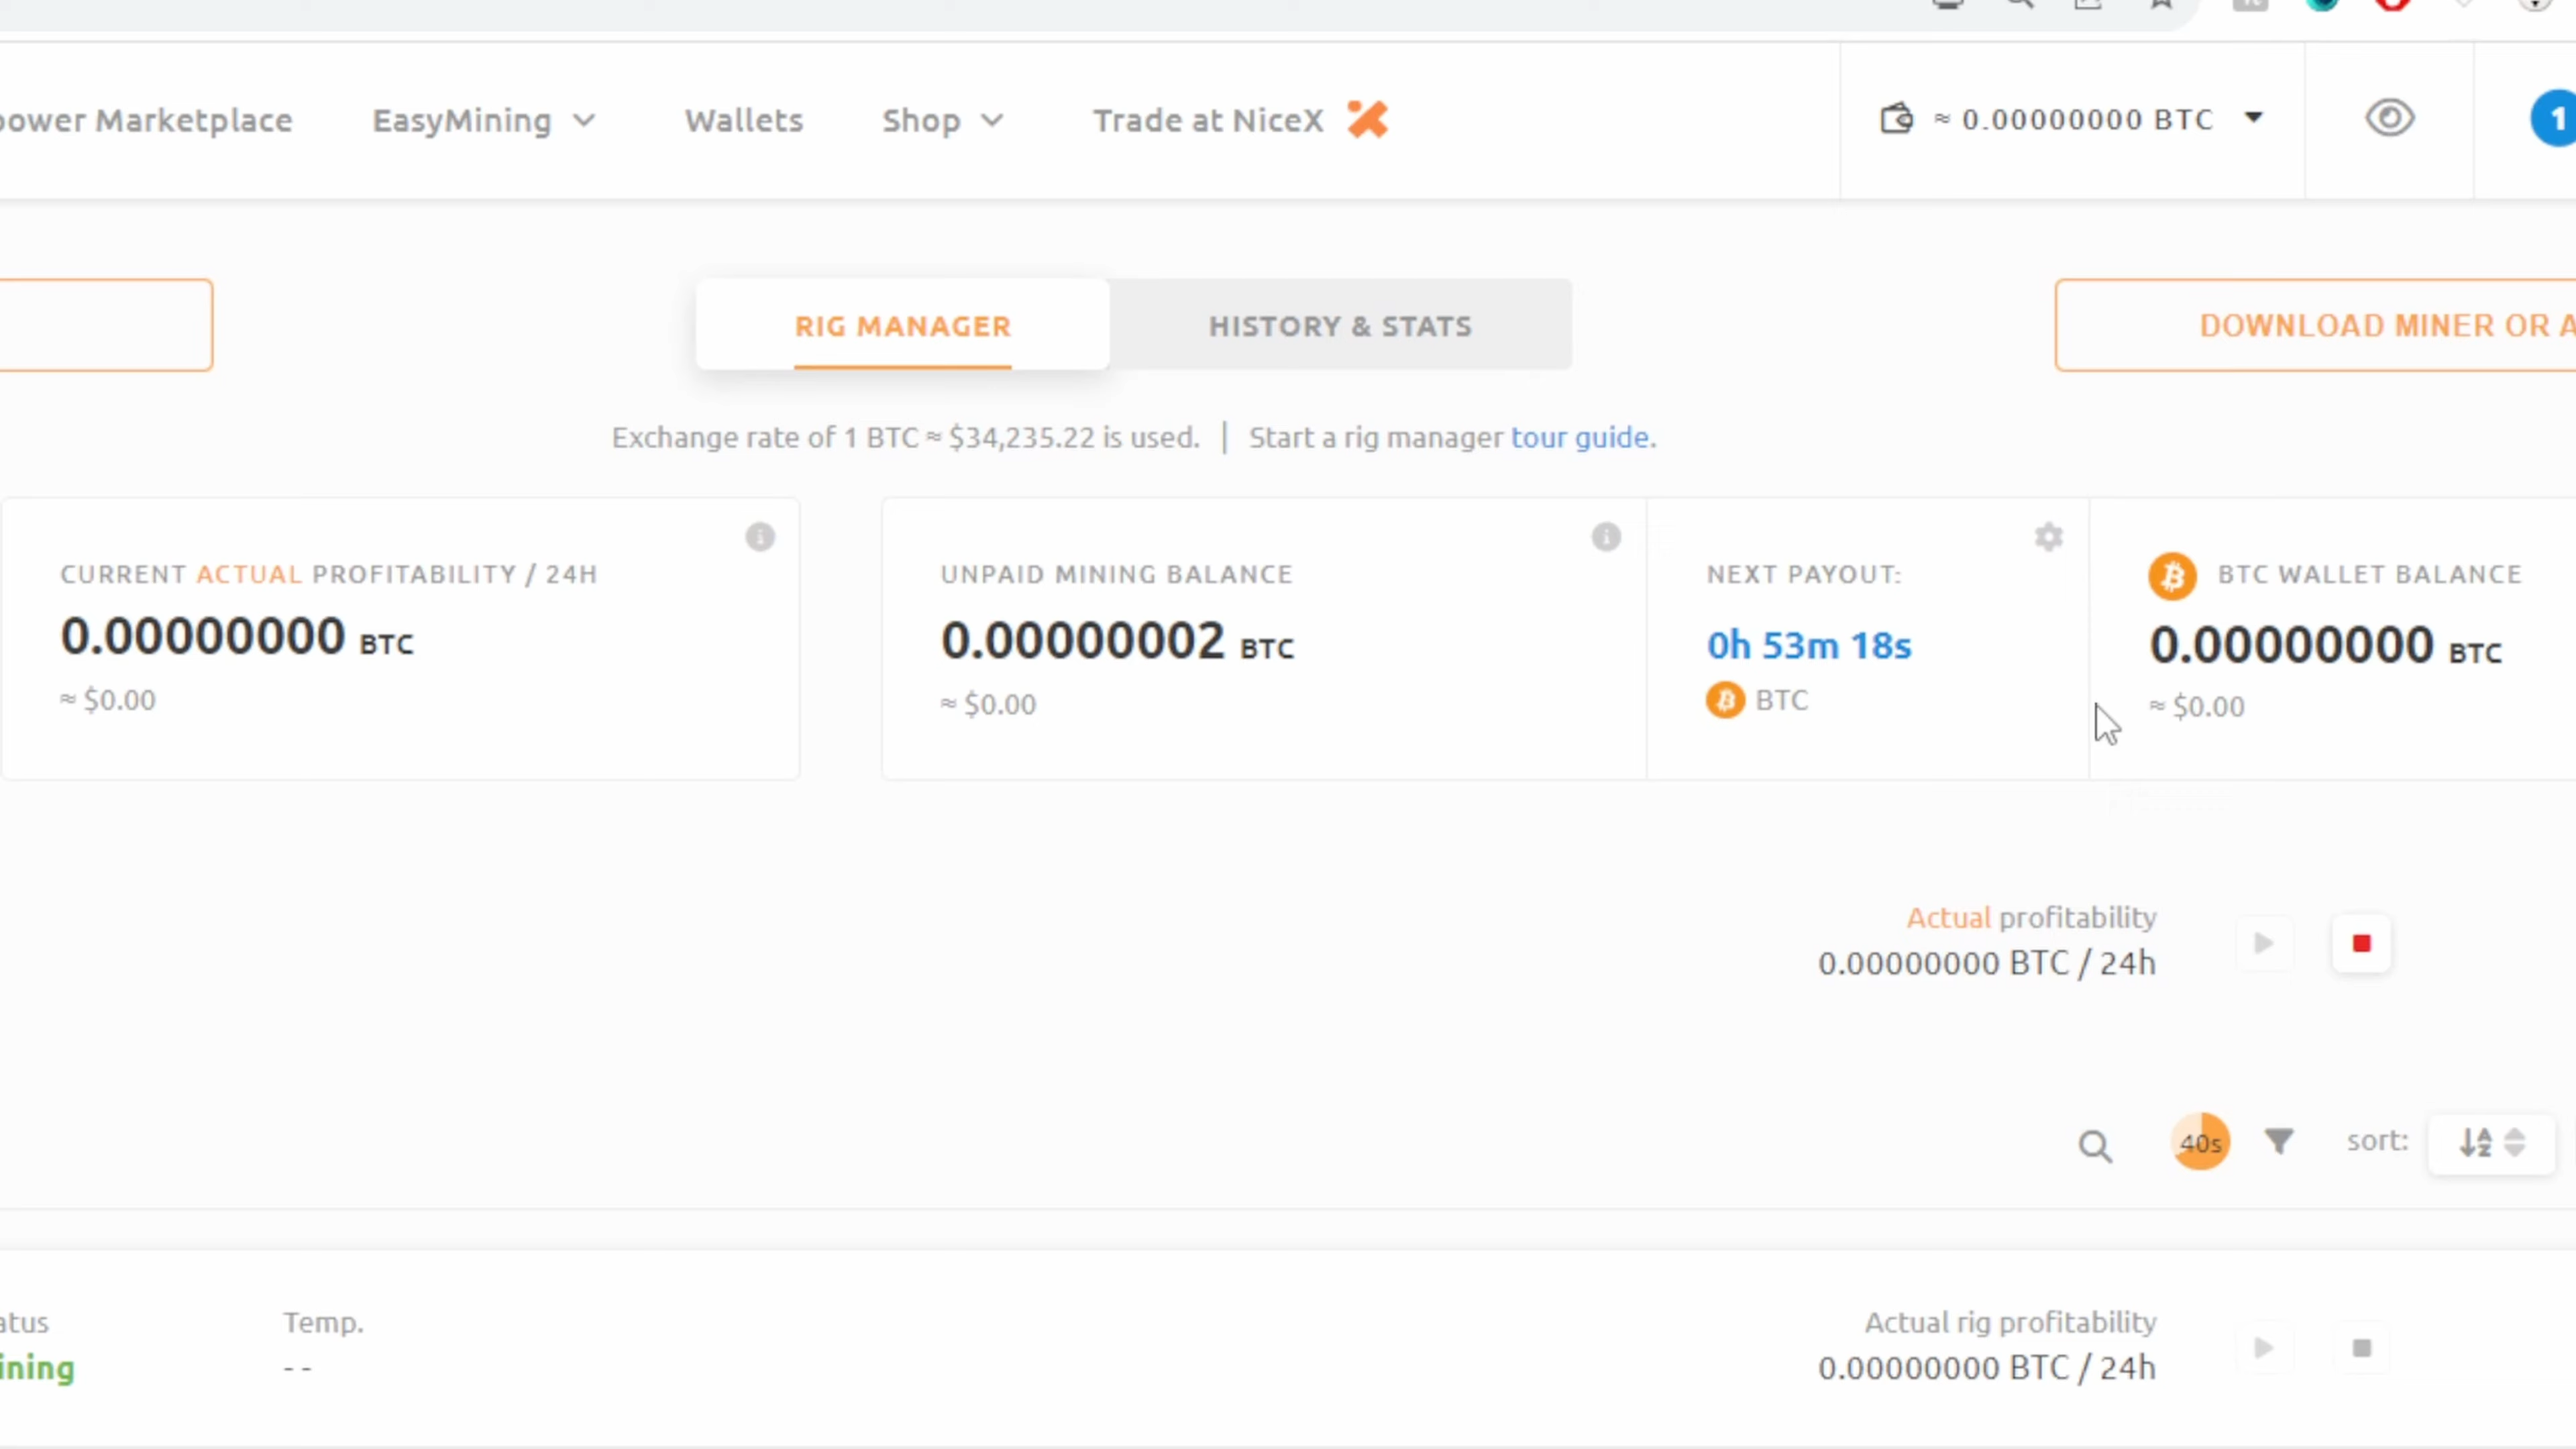 power Marketplace
EasyMining
Wallets
Shop
Trade at NiceX
≈ 0.00000000 BTC
1
RIG MANAGER
HISTORY & STATS
DOWNLOAD MINER OR A
Exchange rate of 1 BTC ≈ $34,235.22 is used. | Start a rig manager tour guide.
CURRENT ACTUAL PROFITABILITY / 24H
0.00000000 BTC
≈ $0.00
UNPAID MINING BALANCE
0.00000002 BTC
≈ $0.00
NEXT PAYOUT:
0h 53m 18s
BTC
BTC WALLET BALANCE
0.00000000 BTC
≈ $0.00
Actual profitability
0.00000000 BTC / 24h
40s
sort:
atus
ining
Temp.
--
Actual rig profitability
0.00000000 BTC / 24h